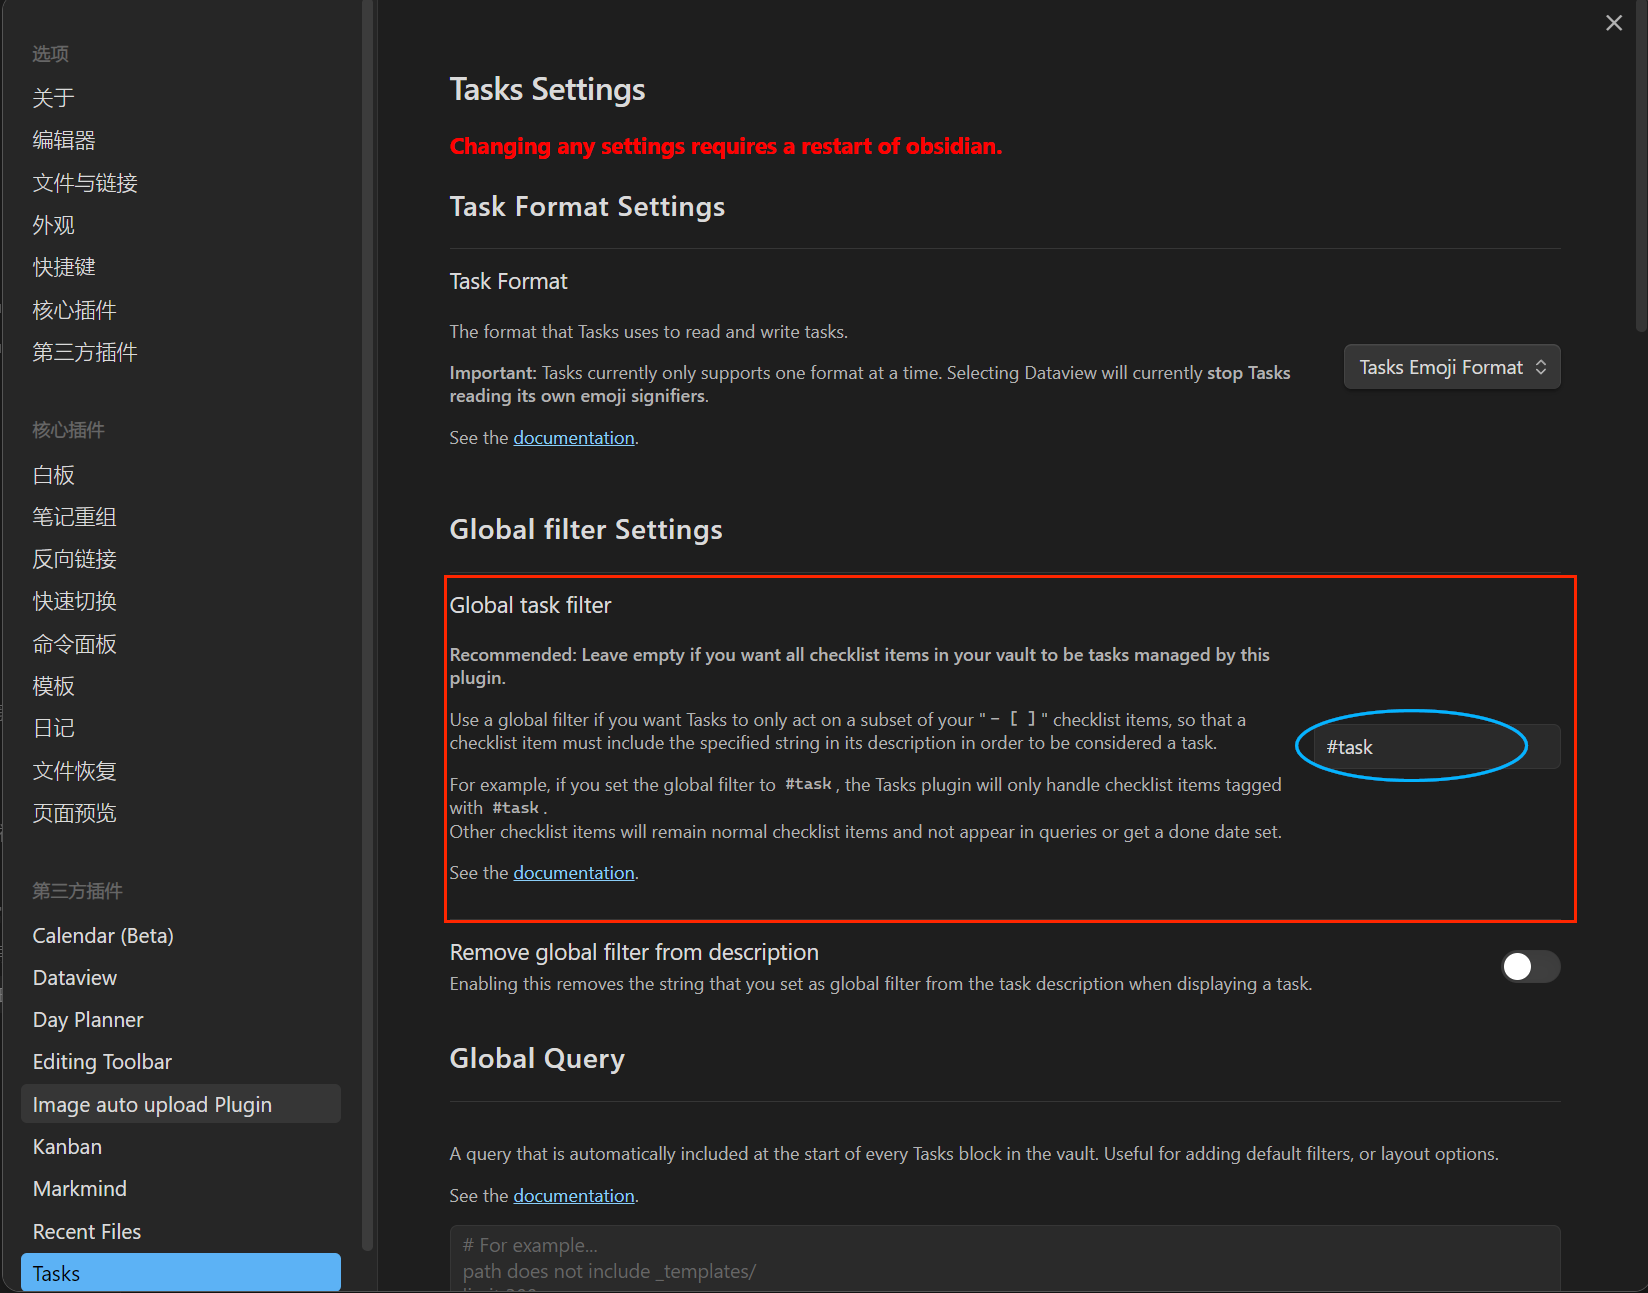 选项
关于
编辑器
文件与链接
外观
快捷键
核心插件
第三方插件
核心插件
白板
笔记重组
反向链接
快速切换
命令面板
模板
日记
文件恢复
页面预览
第三方插件
Calendar (Beta)
Dataview
Day Planner
Editing Toolbar
Image auto upload Plugin
Kanban
Markmind
Recent Files
Tasks
Tasks Settings
Changing any settings requires a restart of obsidian.
Task Format Settings
Task Format
The format that Tasks uses to read and write tasks.
Important: Tasks currently only supports one format at a time. Selecting Dataview will currently stop Tasks
reading its own emoji signifiers.
See the documentation.
Tasks Emoji Format
Global filter Settings
Global task filter
Recommended: Leave empty if you want all checklist items in your vault to be tasks managed by this
plugin.
Use a global filter if you want Tasks to only act on a subset of your "- [ ]" checklist items, so that a
checklist item must include the specified string in its description in order to be considered a task.
For example, if you set the global filter to #task, the Tasks plugin will only handle checklist items tagged
with #task.
Other checklist items will remain normal checklist items and not appear in queries or get a done date set.
See the documentation.
#task
Remove global filter from description
Enabling this removes the string that you set as global filter from the task description when displaying a task.
Global Query
A query that is automatically included at the start of every Tasks block in the vault. Useful for adding default filters, or layout options.
See the documentation.
# For example...
path does not include _templates/